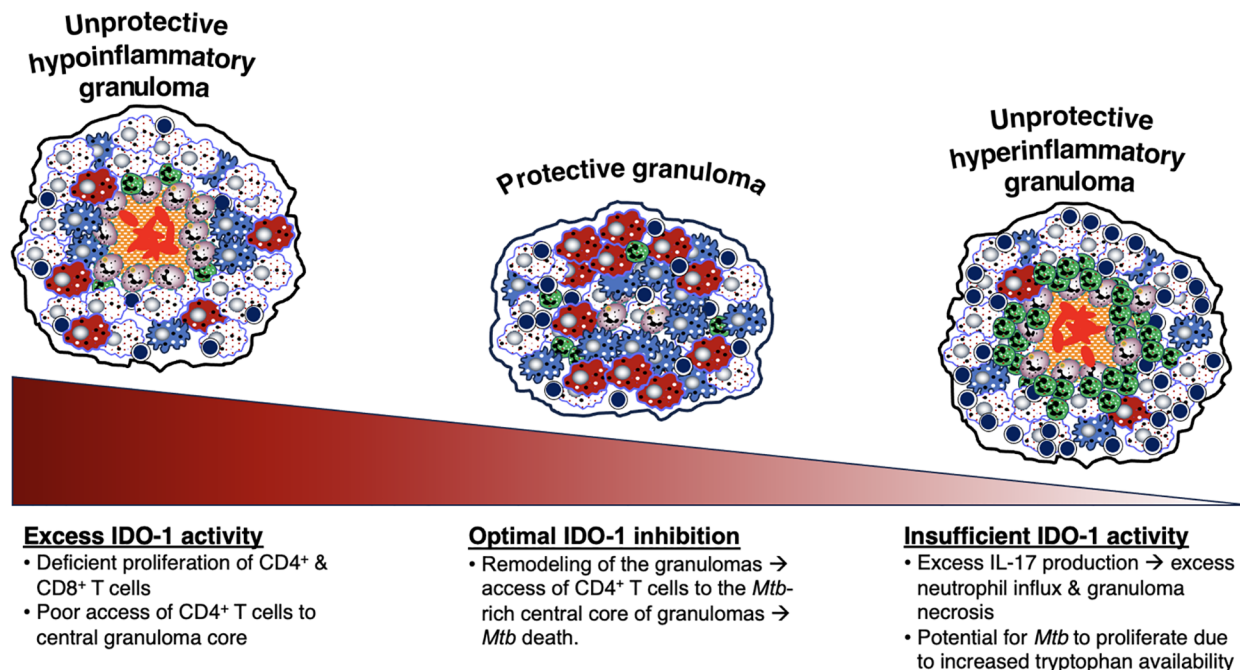 Unprotective
hypoinflammatory
granuloma
Protective granuloma
Unprotective
hyperinflammatory
granuloma
Excess IDO-1 activity
• Deficient proliferation of CD4⁺ &
CD8⁺ T cells
• Poor access of CD4⁺ T cells to
central granuloma core
Optimal IDO-1 inhibition
• Remodeling of the granulomas →
access of CD4⁺ T cells to the Mtb-
rich central core of granulomas →
Mtb death.
Insufficient IDO-1 activity
• Excess IL-17 production → excess
neutrophil influx & granuloma
necrosis
• Potential for Mtb to proliferate due
to increased tryptophan availability